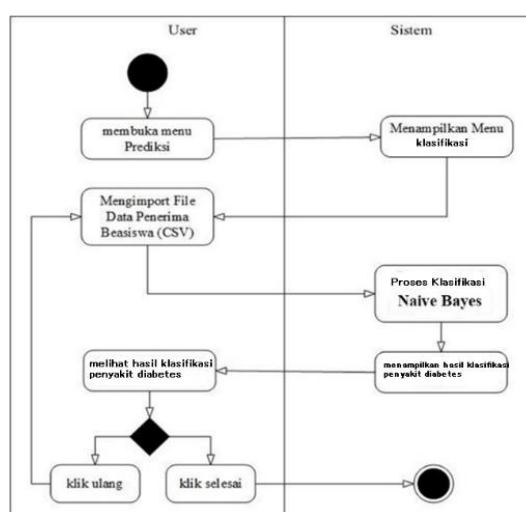 User
Sistem
membuka menu
Prediksi
Menampilkan Menu
klasifikasi
Mengimport File
Data Penerima
Beasiswa (CSV)
Proses Klasifikasi
Naive Bayes
melihat hasil klasifikasi
penyakit diabetes
menampilkan hasil klasifikasi
penyakit diabetes
klik ulang
klik selesai